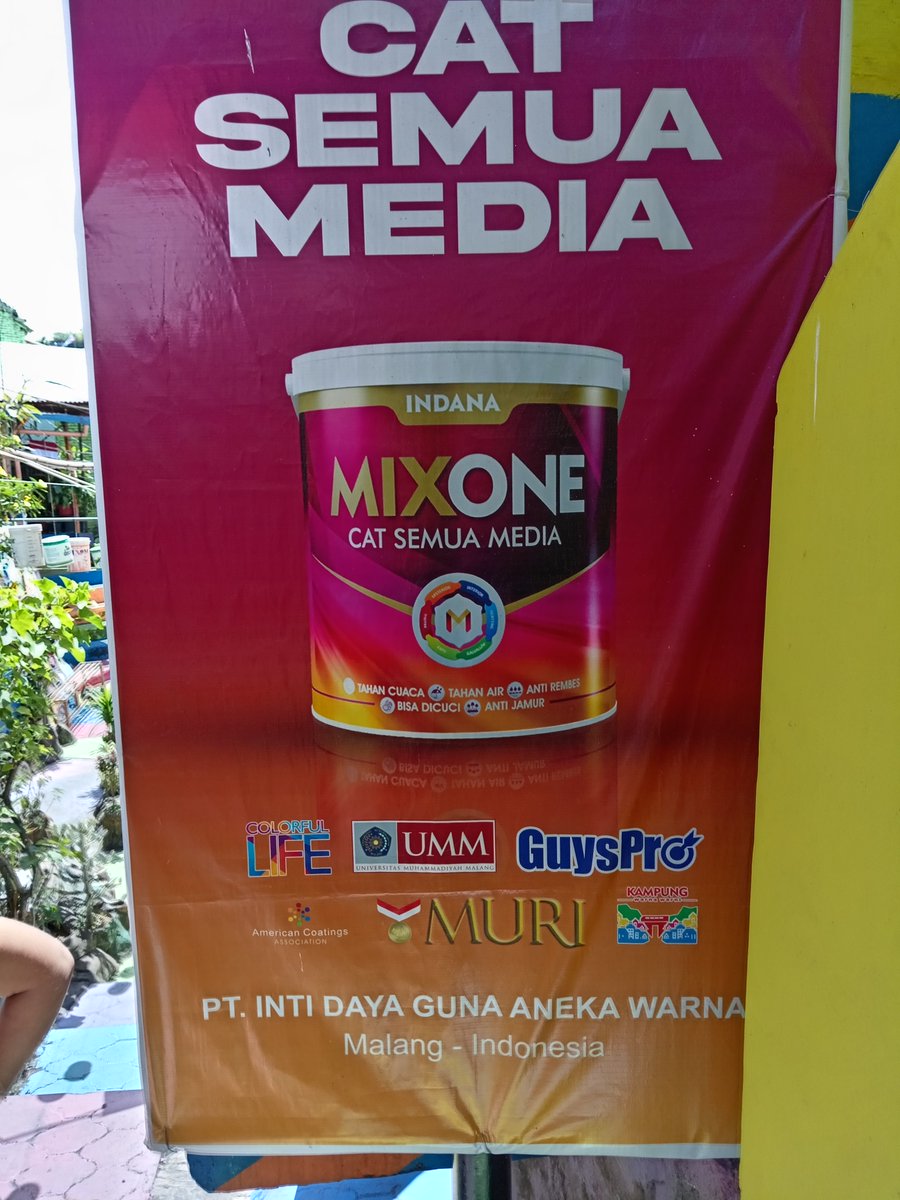 CAT
SEMUA
MEDIA
INDANA
MIXONE
CAT SEMUA MEDIA
M
TAHAN CUACA TAHAN AIR ANTI REMBES
BISA DICUCI ANTI JAMUR
COLORFUL
LIFE
UMM
UNIVERSITAS MUHAMMADIYAH MALANG
GuysPro
American Coatings
ASSOCIATION
MURI
KAMPUNG
warna warni
PT. INTI DAYA GUNA ANEKA WARNA
Malang - Indonesia